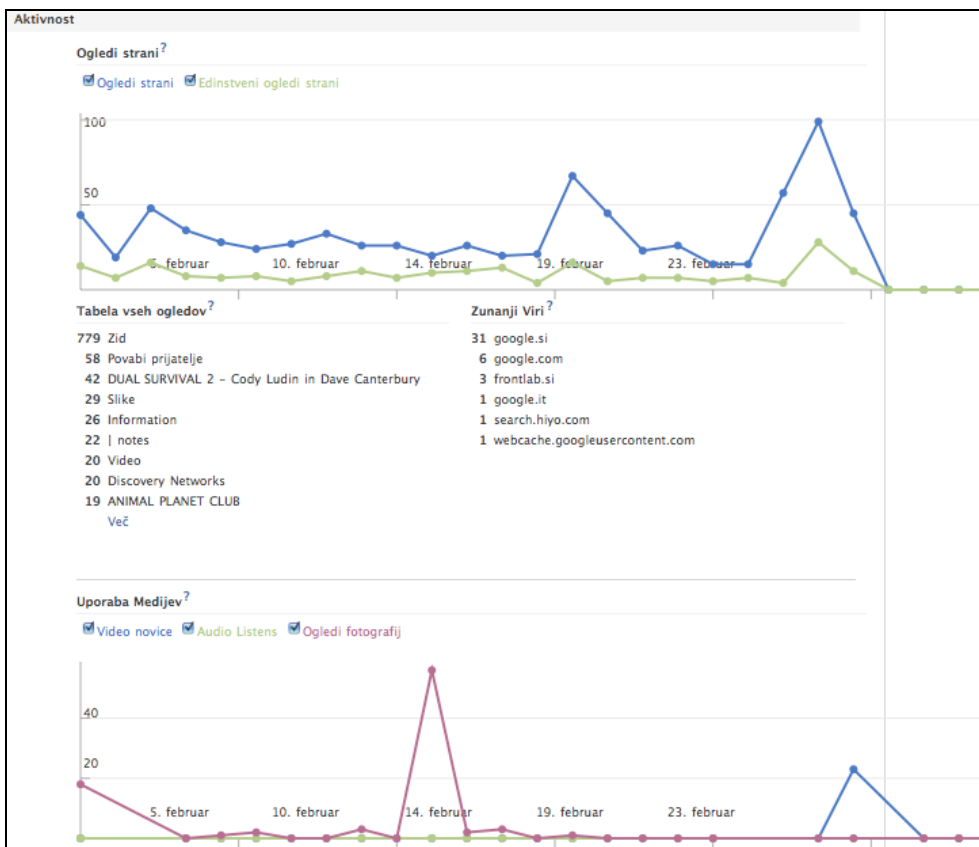 Aktivnost
Ogledi strani?
Ogledi strani Edinstveni ogledi strani
100
50
5. februar 10. februar 14. februar 19. februar 23. februar
Tabela vseh ogledov?
779 Zid
58 Povabi prijatelje
42 DUAL SURVIVAL 2 - Cody Ludin in Dave Canterbury
29 Slike
26 Information
22 | notes
20 Video
20 Discovery Networks
19 ANIMAL PLANET CLUB
Več
Zunanji Viri?
31 google.si
6 google.com
3 frontlab.si
1 google.it
1 search.hiyo.com
1 webcache.googleusercontent.com
Uporaba Medijev?
Video novice Audio Listens Ogledi fotografij
40
20
5. februar 10. februar 14. februar 19. februar 23. februar